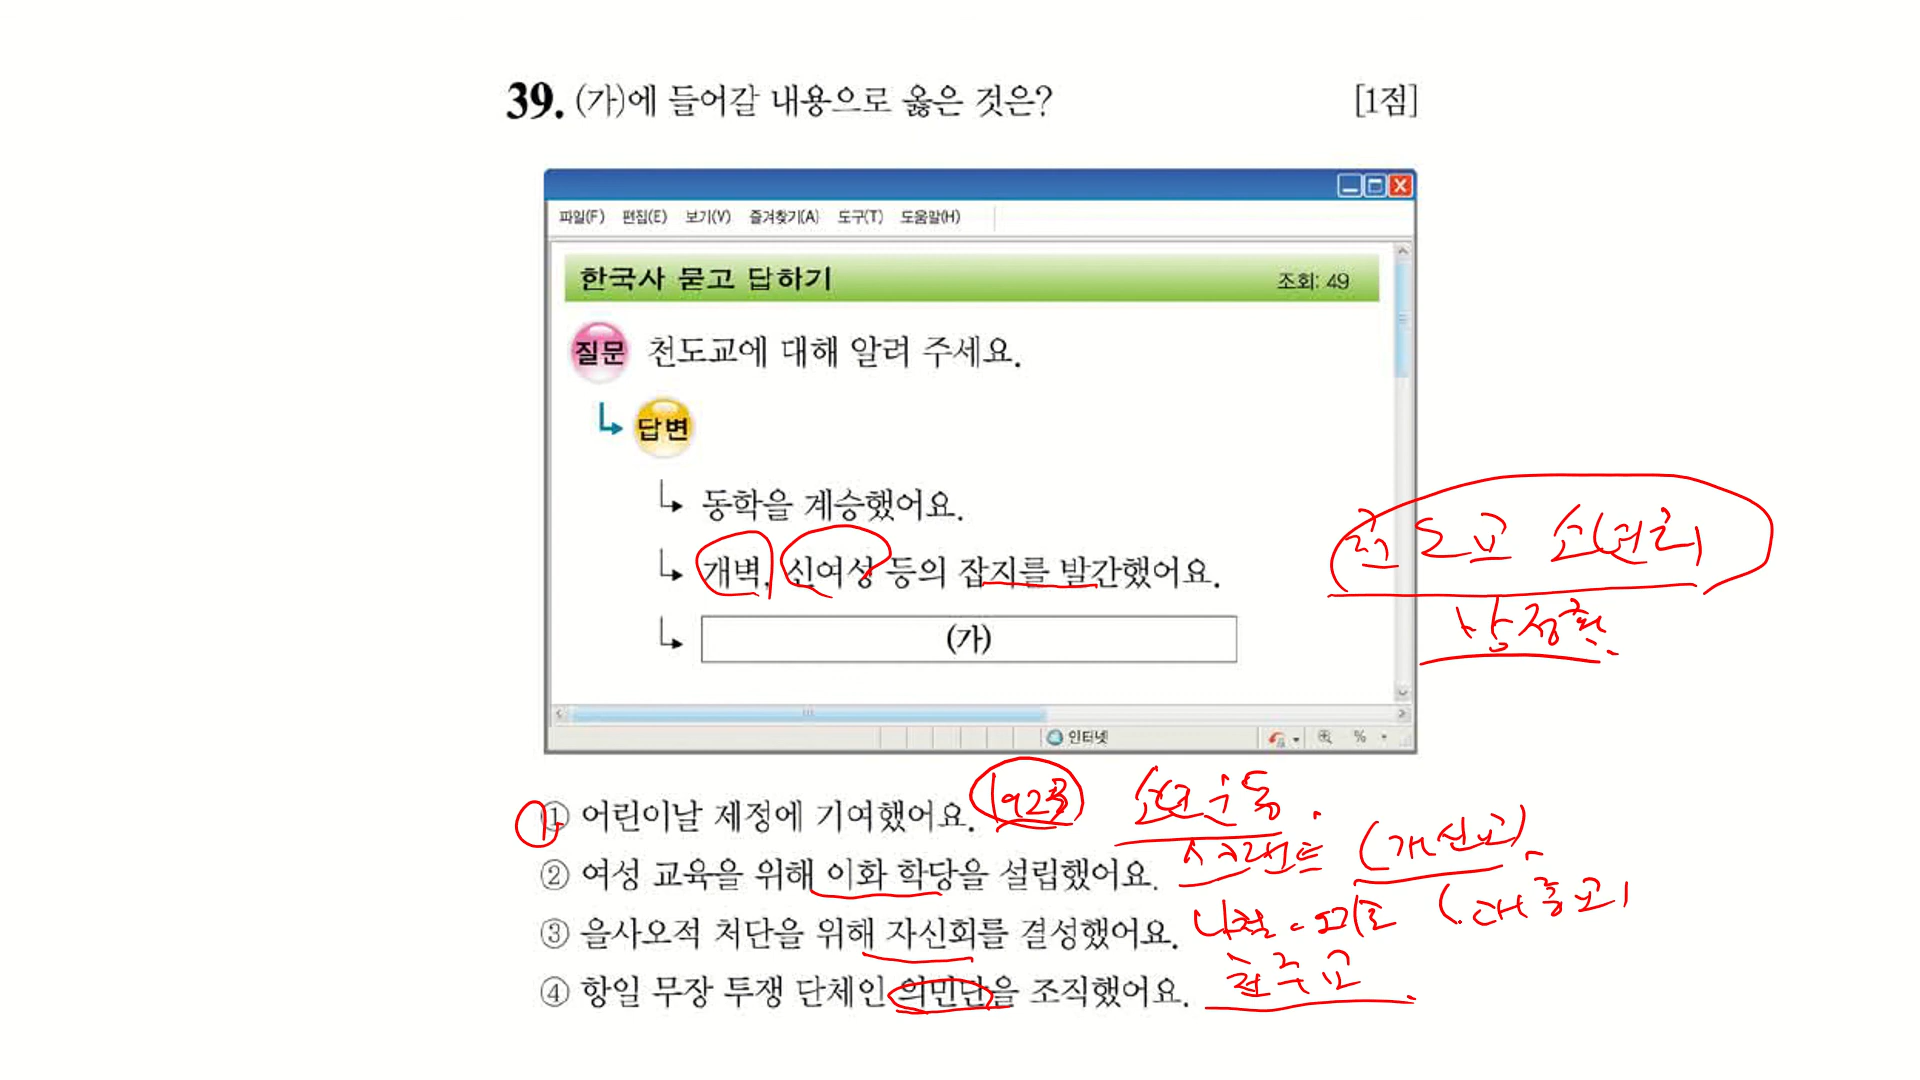 39. (가)에 들어갈 내용으로 옳은 것은? [1점]
파일(F) 편집(E) 보기(V) 즐겨찾기(A) 도구(T) 도움말(H)
한국사 묻고 답하기 조회: 49
질문 천도교에 대해 알려 주세요.
답변
동학을 계승했어요.
개벽, 신여성 등의 잡지를 발간했어요.
천도교 소년회
방정환
(가)
인터넷 %
① 어린이날 제정에 기여했어요. 1923 소년운동.
② 여성 교육을 위해 이화 학당을 설립했어요. 스크랜튼 (개신교)
③ 을사오적 처단을 위해 자신회를 결성했어요. 나철 · 오기호 (대종교)
④ 항일 무장 투쟁 단체인 의민단을 조직했어요. 천주교